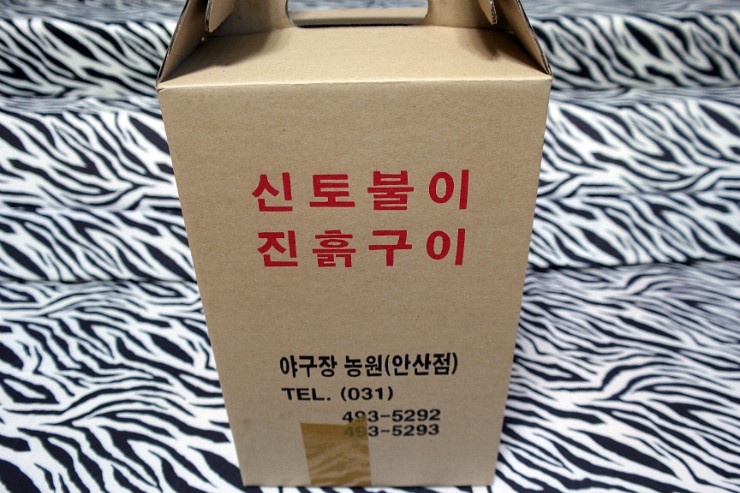 신토불이
진흙구이
야구장 농원(안산점)
TEL. (031)
493-5292
493-5293